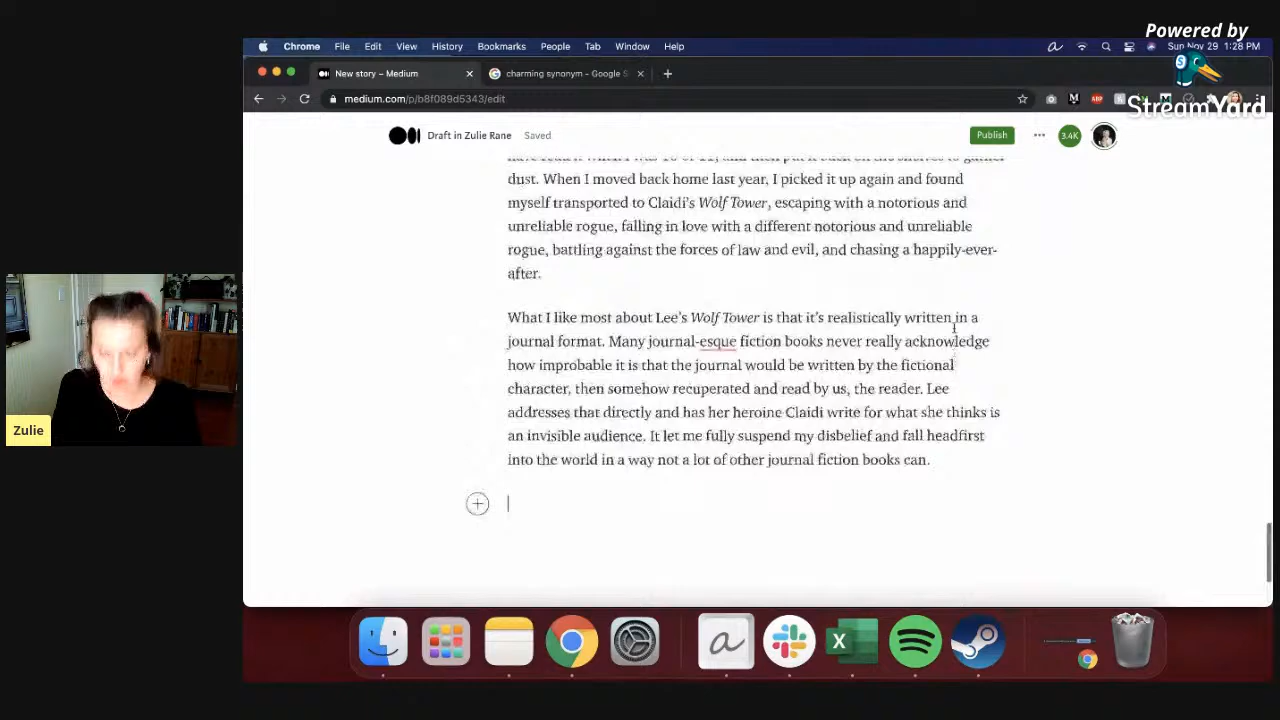 Powered by
StreamYard
Chrome File Edit View History Bookmarks People Tab Window Help
Sun Nov 29 1:28 PM
New story – Medium
charming synonym - Google S
medium.com/p/b8f089d5343/edit
Draft in Zulie Rane Saved
Publish
3.4K
dust. When I moved back home last year, I picked it up again and found
myself transported to Claidi's Wolf Tower, escaping with a notorious and
unreliable rogue, falling in love with a different notorious and unreliable
rogue, battling against the forces of law and evil, and chasing a happily-ever-
after.
What I like most about Lee's Wolf Tower is that it's realistically written in a
journal format. Many journal-esque fiction books never really acknowledge
how improbable it is that the journal would be written by the fictional
character, then somehow recuperated and read by us, the reader. Lee
addresses that directly and has her heroine Claidi write for what she thinks is
an invisible audience. It let me fully suspend my disbelief and fall headfirst
into the world in a way not a lot of other journal fiction books can.
Zulie